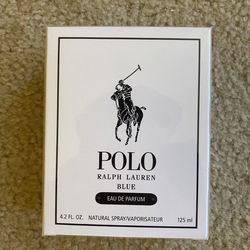 POLO
RALPH LAUREN
BLUE
EAU DE PARFUM
4.2 FL. OZ. NATURAL SPRAY/VAPORISATEUR 125 ml